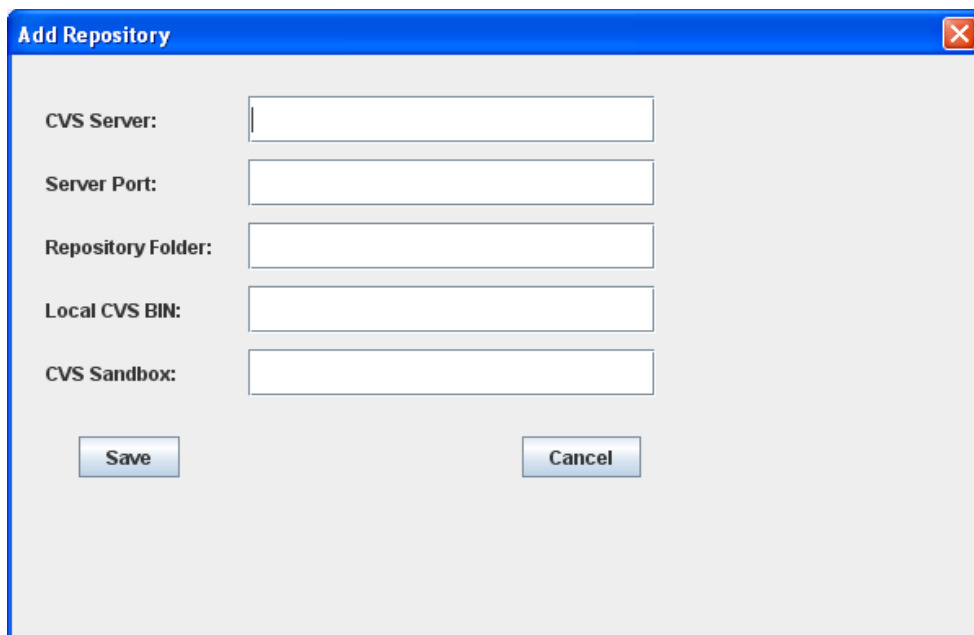 Add Repository
CVS Server:
Server Port:
Repository Folder:
Local CVS BIN:
CVS Sandbox:
Save Cancel